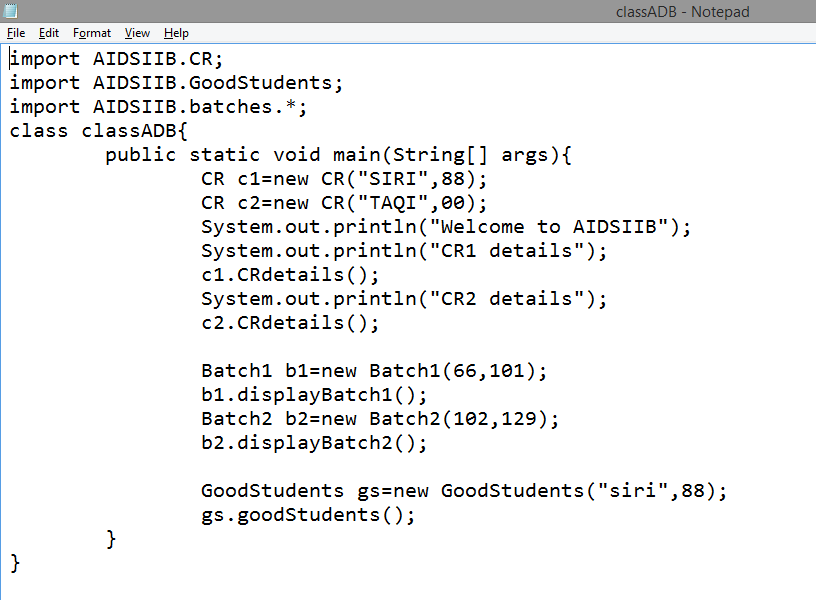 classADB - Notepad
File Edit Format View Help
import AIDSIIB.CR;
import AIDSIIB.GoodStudents;
import AIDSIIB.batches.*;
class classADB{
        public static void main(String[] args){
                CR c1=new CR("SIRI",88);
                CR c2=new CR("TAQI",00);
                System.out.println("Welcome to AIDSIIB");
                System.out.println("CR1 details");
                c1.CRdetails();
                System.out.println("CR2 details");
                c2.CRdetails();

                Batch1 b1=new Batch1(66,101);
                b1.displayBatch1();
                Batch2 b2=new Batch2(102,129);
                b2.displayBatch2();

                GoodStudents gs=new GoodStudents("siri",88);
                gs.goodStudents();
        }
}